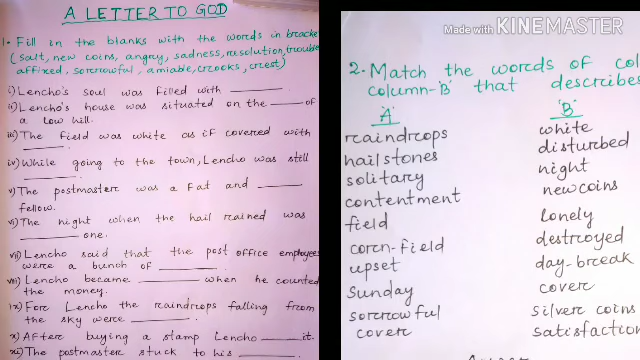 A LETTER TO GOD
1. Fill in the blanks with the words in bracket
(salt, new coins, angry, sadness, resolution, trouble
affixed, sorrowful, amiable, crooks, crest)
i) Lencho's soul was filled with ______
ii) Lencho's house was situated on the ___ of
a low hill.
iii) The field was white as if covered with
______.
iv) While going to the town, Lencho was still
______
v) The postmaster was a fat and ______
fellow.
vi) The night when the hail rained was
______ one.
vii) Lencho said that the post office employees
were a bunch of ______.
viii) Lencho became ______ when he counted
the money.
ix) For Lencho the raindrops falling from
the sky were ______.
x) After buying a stamp Lencho ____ it.
xi) The postmaster stuck to his ____
Made with KINEMASTER
2. Match the words of col
column-'B' that describes
'A' 'B'
raindrops white
hailstones disturbed
solitary night
contentment new coins
field lonely
corn-field destroyed
upset day-break
Sunday cover
sorrowful silver coins
cover satisfaction